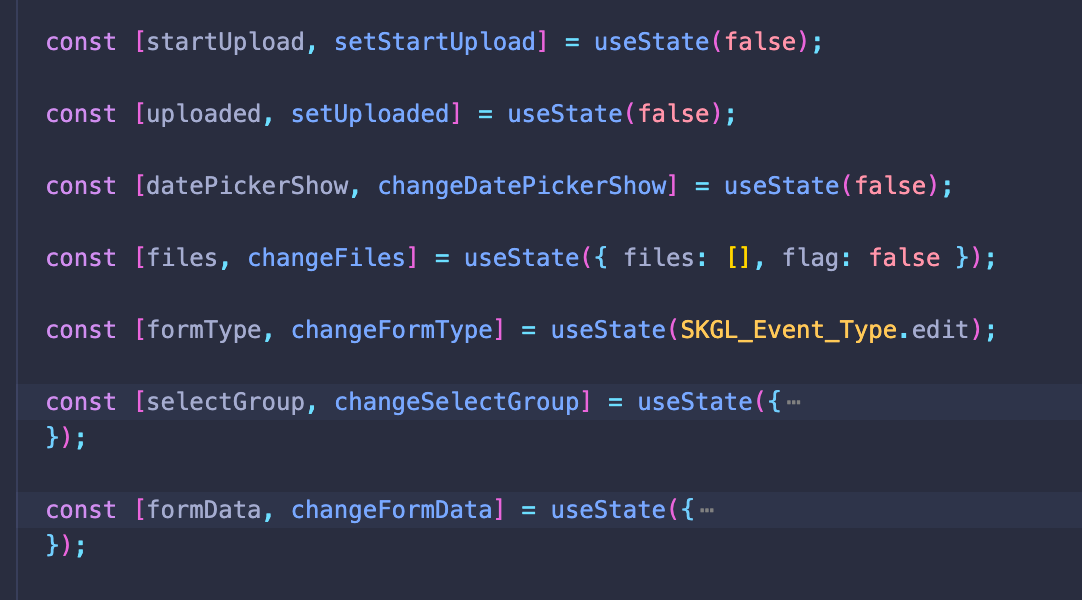 const [startUpload, setStartUpload] = useState(false);
const [uploaded, setUploaded] = useState(false);
const [datePickerShow, changeDatePickerShow] = useState(false);
const [files, changeFiles] = useState({ files: [], flag: false });
const [formType, changeFormType] = useState(SKGL_Event_Type.edit);
const [selectGroup, changeSelectGroup] = useState({⋯
});
const [formData, changeFormData] = useState({⋯
});